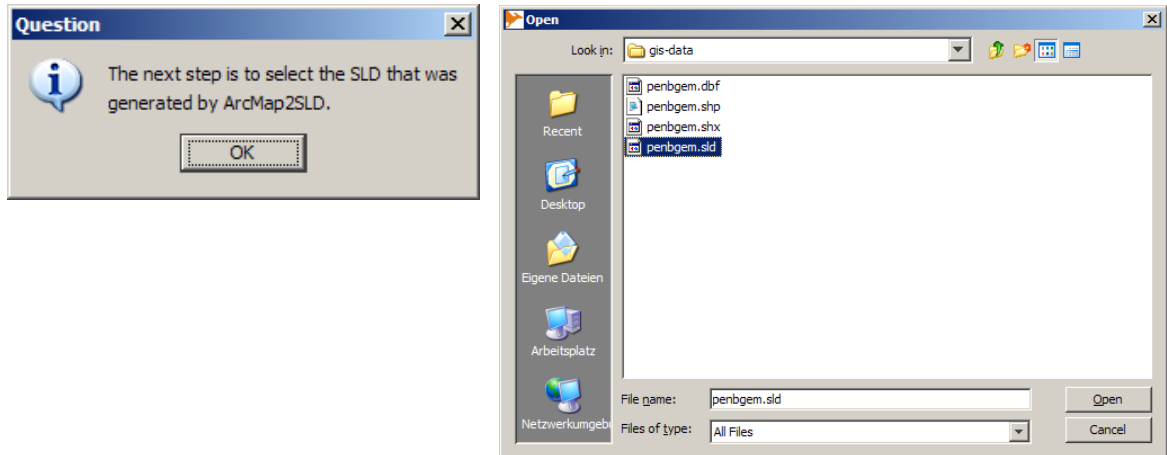 Question
The next step is to select the SLD that was
generated by ArcMap2SLD.
OK
Open
Look in:
gis-data
penbgem.dbf
penbgem.shp
penbgem.shx
penbgem.sld
Recent
Desktop
Eigene Dateien
Arbeitsplatz
Netzwerkumgeb
File name:
penbgem.sld
Open
Files of type:
All Files
Cancel